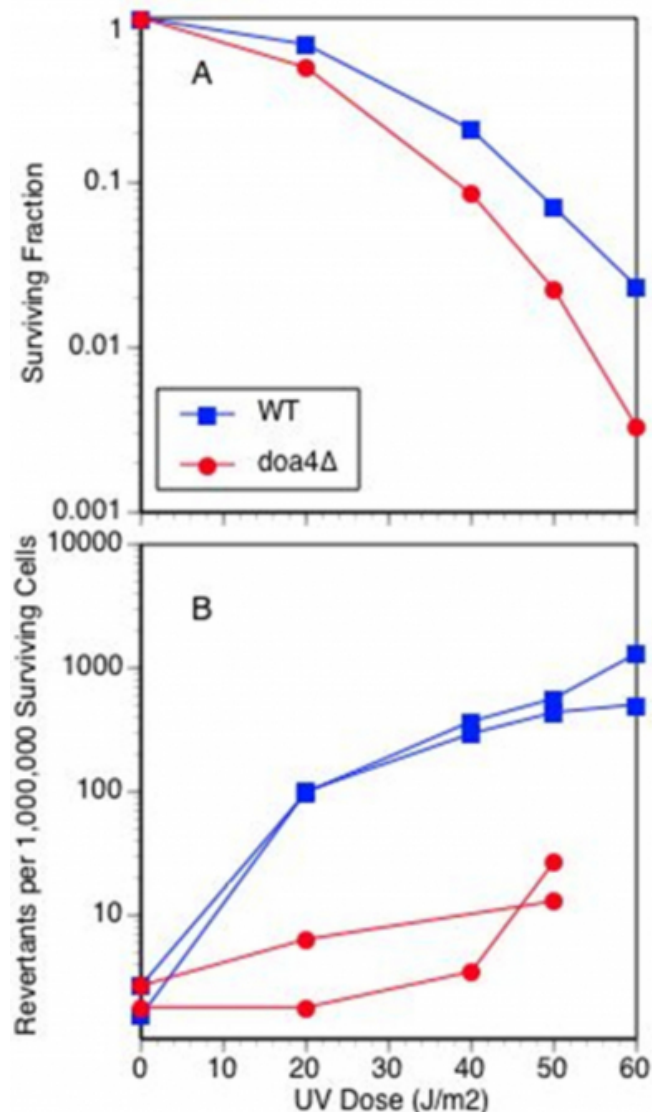 1
A
0.1
Surviving Fraction
0.01
WT
doa4Δ
0.001
10000
B
1000
Revertants per 1,000,000 Surviving Cells
100
10
0 10 20 30 40 50 60
UV Dose (J/m2)